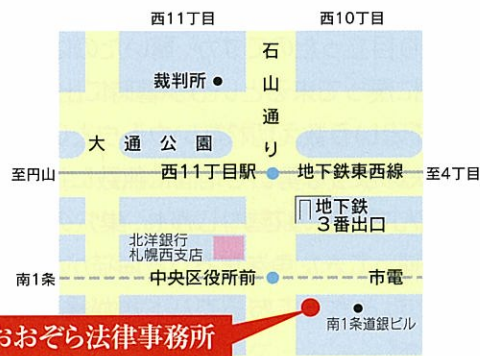 西11丁目
西10丁目
石山通り
裁判所
大通公園
至円山
西11丁目駅
地下鉄東西線
至4丁目
地下鉄
3番出口
北洋銀行
札幌西支店
南1条
中央区役所前
市電
おおぞら法律事務所
南1条道銀ビル